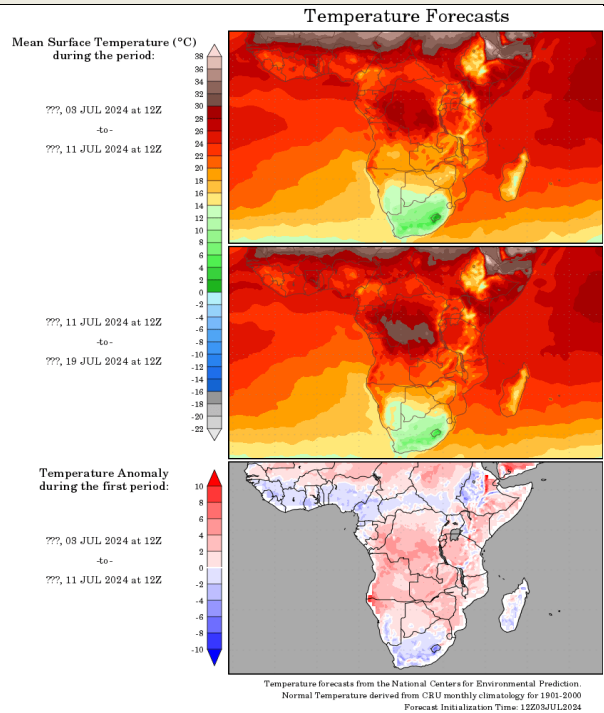 Temperature Forecasts
Mean Surface Temperature (°C)
during the period:
38
36
34
32
30
28
26
24
22
20
18
16
14
12
10
8
6
4
2
0
-2
-4
-6
-8
-10
-12
-14
-16
-18
-20
-22
???, 03 JUL 2024 at 12Z
-to-
???, 11 JUL 2024 at 12Z
???, 11 JUL 2024 at 12Z
-to-
???, 19 JUL 2024 at 12Z
Temperature Anomaly
during the first period:
10
8
6
4
2
0
-2
-4
-6
-8
-10
???, 03 JUL 2024 at 12Z
-to-
???, 11 JUL 2024 at 12Z
Temperature forecasts from the National Centers for Environmental Prediction.
Normal Temperature derived from CRU monthly climatology for 1901-2000
Forecast Initialization Time: 12Z03JUL2024